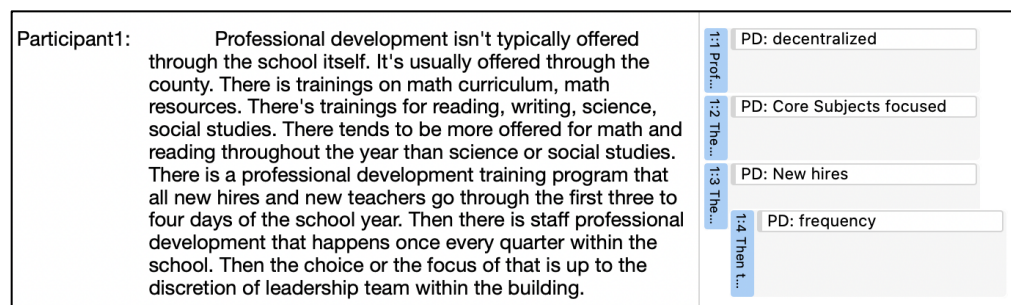 Participant1: Professional development isn't typically offered
through the school itself. It's usually offered through the
county. There is trainings on math curriculum, math
resources. There's trainings for reading, writing, science,
social studies. There tends to be more offered for math and
reading throughout the year than science or social studies.
There is a professional development training program that
all new hires and new teachers go through the first three to
four days of the school year. Then there is staff professional
development that happens once every quarter within the
school. Then the choice or the focus of that is up to the
discretion of leadership team within the building.
1:1 Prof...
PD: decentralized
1:2 The...
PD: Core Subjects focused
1:3 The...
PD: New hires
1:4 Then t...
PD: frequency